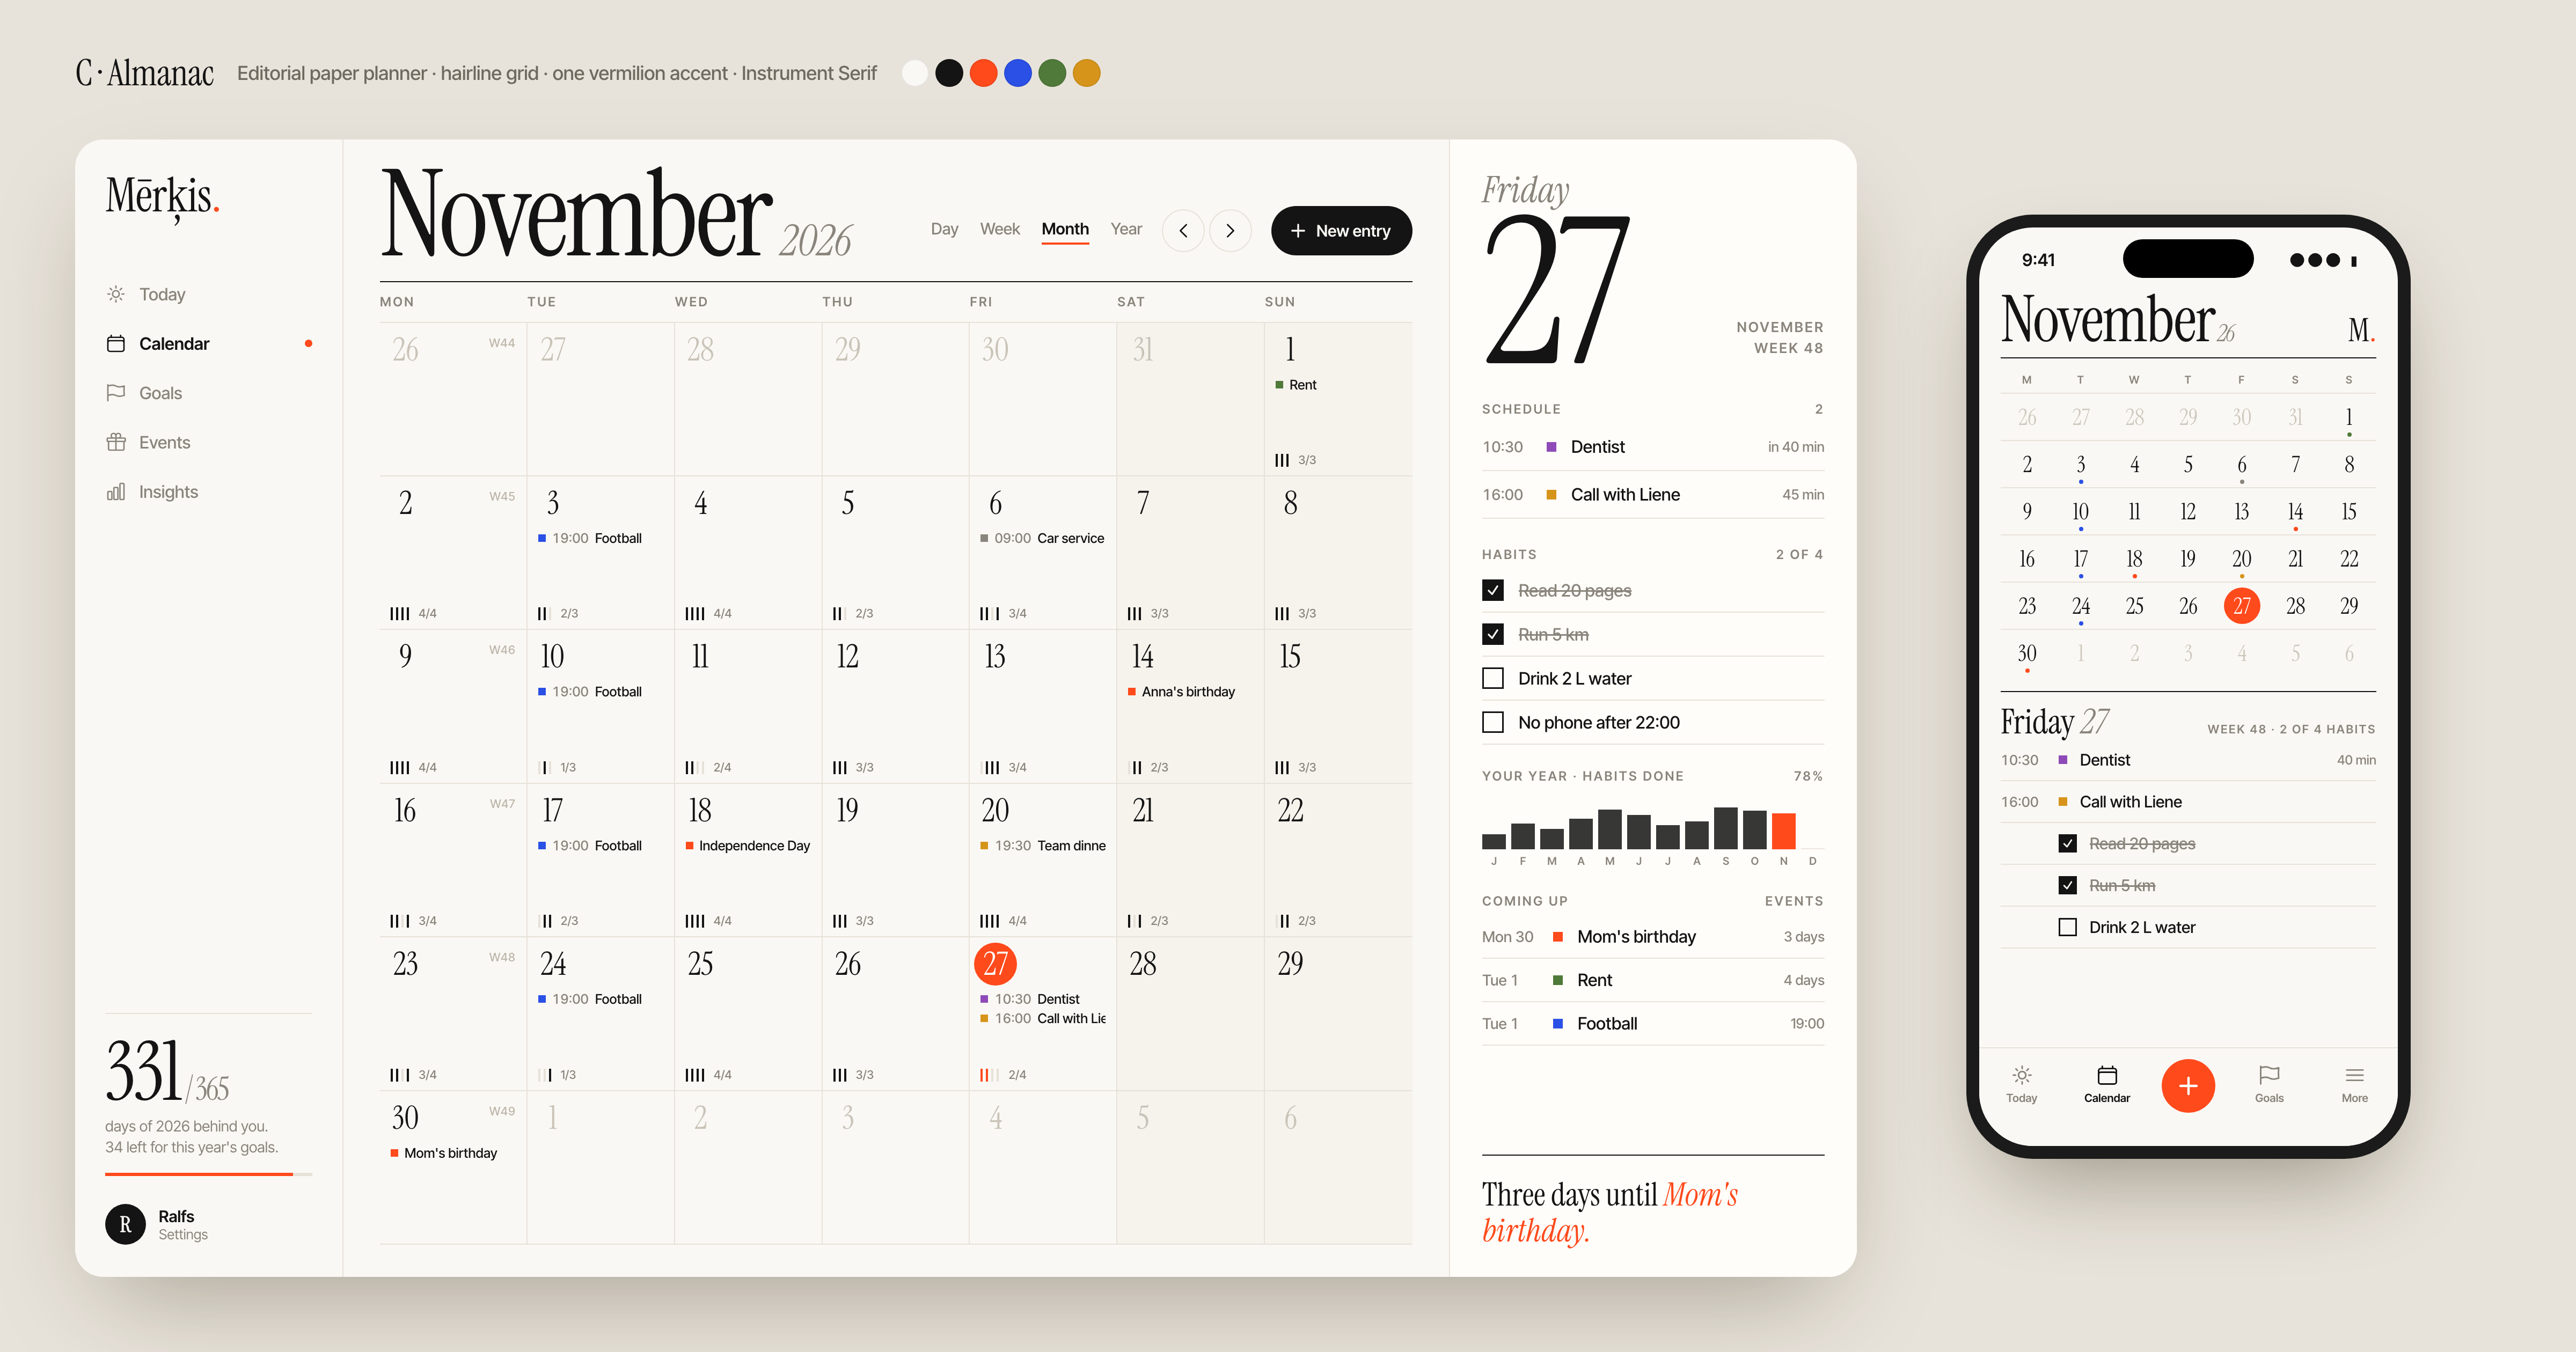 C · Almanac
Editorial paper planner · hairline grid · one vermilion accent · Instrument Serif
Mērķis.
Today
Calendar
Goals
Events
Insights
331/365
days of 2026 behind you.
34 left for this year's goals.
R
Ralfs
Settings
November 2026
Day Week Month Year
+ New entry
MON TUE WED THU FRI SAT SUN
26 W44 27 28 29 30 31 1
Rent
3/3
2 W45 3 4 5 6 7 8
19:00 Football 09:00 Car service
4/4 2/3 4/4 2/3 3/4 3/3 3/3
9 W46 10 11 12 13 14 15
19:00 Football Anna's birthday
4/4 1/3 2/4 3/3 3/4 2/3 3/3
16 W47 17 18 19 20 21 22
19:00 Football Independence Day 19:30 Team dinne
3/4 2/3 4/4 3/3 4/4 2/3 2/3
23 W48 24 25 26 27 28 29
19:00 Football 10:30 Dentist
16:00 Call with Lie
3/4 1/3 4/4 3/3 2/4
30 W49 1 2 3 4 5 6
Mom's birthday
Friday
27
NOVEMBER
WEEK 48
SCHEDULE 2
10:30 Dentist in 40 min
16:00 Call with Liene 45 min
HABITS 2 OF 4
Read 20 pages
Run 5 km
Drink 2 L water
No phone after 22:00
YOUR YEAR · HABITS DONE 78%
J F M A M J J A S O N D
COMING UP EVENTS
Mon 30 Mom's birthday 3 days
Tue 1 Rent 4 days
Tue 1 Football 19:00
Three days until Mom's
birthday.
9:41
November 26 M.
M T W T F S S
26 27 28 29 30 31 1
2 3 4 5 6 7 8
9 10 11 12 13 14 15
16 17 18 19 20 21 22
23 24 25 26 27 28 29
30 1 2 3 4 5 6
Friday 27 WEEK 48 · 2 OF 4 HABITS
10:30 Dentist 40 min
16:00 Call with Liene
Read 20 pages
Run 5 km
Drink 2 L water
Today Calendar + Goals More